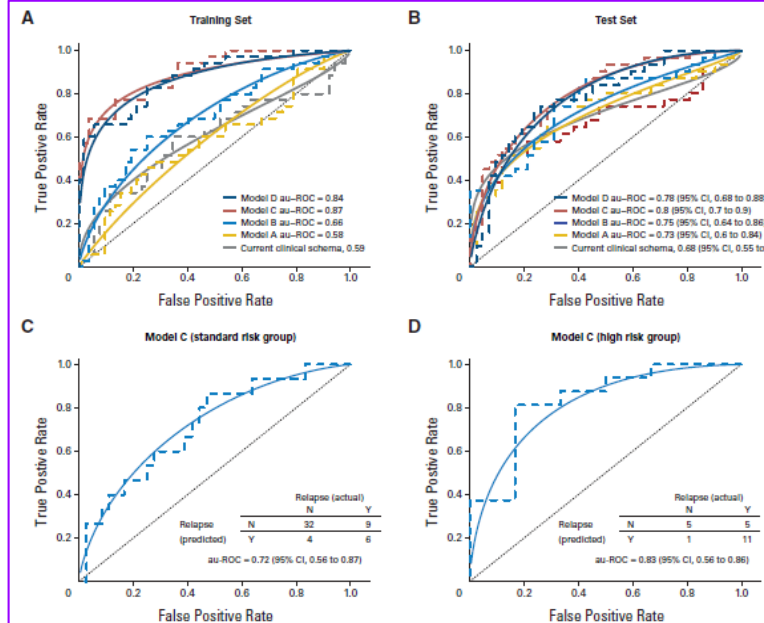 A
Training Set
True Postive Rate
1.0
0.8
0.6
0.4
0.2
0
0.2
0.4
0.6
0.8
1.0
False Positive Rate
Model D au–ROC = 0.84
Model C au–ROC = 0.87
Model B au–ROC = 0.66
Model A au–ROC = 0.58
Current clinical schema, 0.59
B
Test Set
True Postive Rate
1.0
0.8
0.6
0.4
0.2
0
0.2
0.4
0.6
0.8
1.0
False Positive Rate
Model D au–ROC = 0.78 (95% CI, 0.68 to 0.88
Model C au–ROC = 0.8 (95% CI, 0.7 to 0.9)
Model B au–ROC = 0.75 (95% CI, 0.64 to 0.86
Model A au–ROC = 0.73 (95% CI, 0.6 to 0.84)
Current clinical schema, 0.68 (95% CI, 0.55 to
C
Model C (standard risk group)
True Postive Rate
1.0
0.8
0.6
0.4
0.2
0
0.2
0.4
0.6
0.8
1.0
False Positive Rate
Relapse (actual)
N Y
Relapse N 32 9
(predicted) Y 4 6
au-ROC = 0.72 (95% CI, 0.56 to 0.87)
D
Model C (high risk group)
True Postive Rate
1.0
0.8
0.6
0.4
0.2
0
0.2
0.4
0.6
0.8
1.0
False Positive Rate
Relapse (actual)
N Y
Relapse N 5 5
(predicted) Y 1 11
au-ROC = 0.83 (95% CI, 0.56 to 0.86)